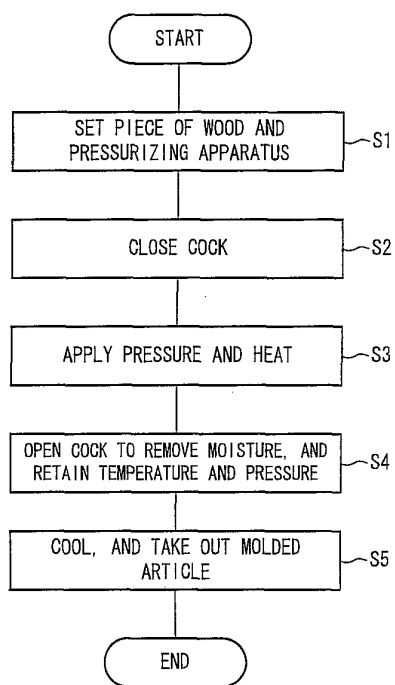 START
SET PIECE OF WOOD AND
PRESSURIZING APPARATUS
S1
CLOSE COCK
S2
APPLY PRESSURE AND HEAT
S3
OPEN COCK TO REMOVE MOISTURE, AND
RETAIN TEMPERATURE AND PRESSURE
S4
COOL, AND TAKE OUT MOLDED
ARTICLE
S5
END